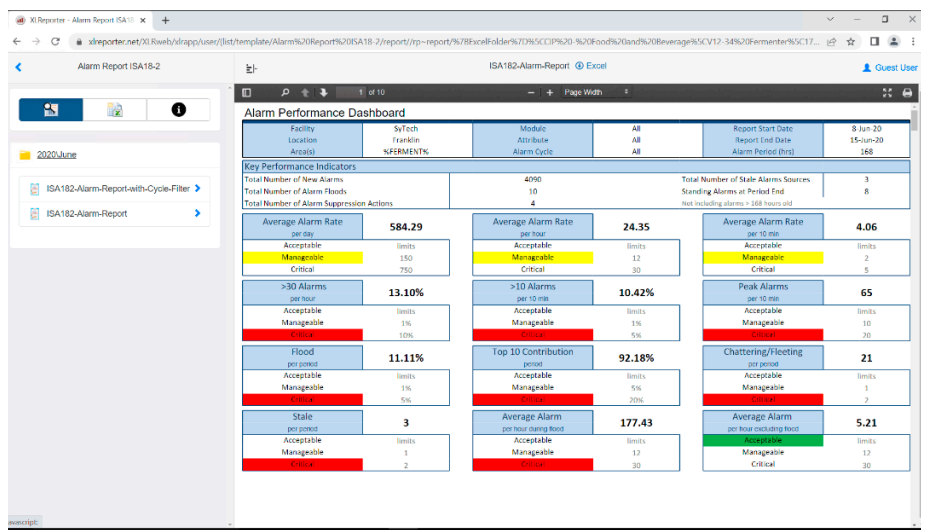 XLReporter - Alarm Report ISA18
xlreporter.net/XLRweb/xlrapp/user/(list/template/Alarm%20Report%20ISA18-2/report//rp~report/%7BExcelFolder%7D%5CCIP%20-%20Food%20and%20Beverage%5CV12-34%20Fermenter%5C17...
Alarm Report ISA18-2
ISA182-Alarm-Report Excel
Guest User
1 of 10
Page Width
2020\June
ISA182-Alarm-Report-with-Cycle-Filter
ISA182-Alarm-Report
Alarm Performance Dashboard
Facility SyTech Module All Report Start Date 8-Jun-20
Location Franklin Attribute All Report End Date 15-Jun-20
Area(s) %FERMENT% Alarm Cycle All Alarm Period (hrs) 168
Key Performance Indicators
Total Number of New Alarms 4090 Total Number of Stale Alarms Sources 3
Total Number of Alarm Floods 10 Standing Alarms at Period End 8
Total Number of Alarm Suppression Actions 4 Not including alarms > 168 hours old
Average Alarm Rate 584.29 Average Alarm Rate 24.35 Average Alarm Rate 4.06
per day per hour per 10 min
Acceptable limits Acceptable limits Acceptable limits
Manageable 150 Manageable 12 Manageable 2
Critical 750 Critical 30 Critical 5
>30 Alarms 13.10% >10 Alarms 10.42% Peak Alarms 65
per hour per 10 min per 10 min
Acceptable limits Acceptable limits Acceptable limits
Manageable 1% Manageable 1% Manageable 10
Critical 10% Critical 5% Critical 20
Flood 11.11% Top 10 Contribution 92.18% Chattering/Fleeting 21
per period period per period
Acceptable limits Acceptable limits Acceptable limits
Manageable 1% Manageable 5% Manageable 1
Critical 5% Critical 20% Critical 2
Stale 3 Average Alarm 177.43 Average Alarm 5.21
per period per hour during flood per hour excluding flood
Acceptable limits Acceptable limits Acceptable limits
Manageable 1 Manageable 12 Manageable 12
Critical 2 Critical 30 Critical 30
avascript: